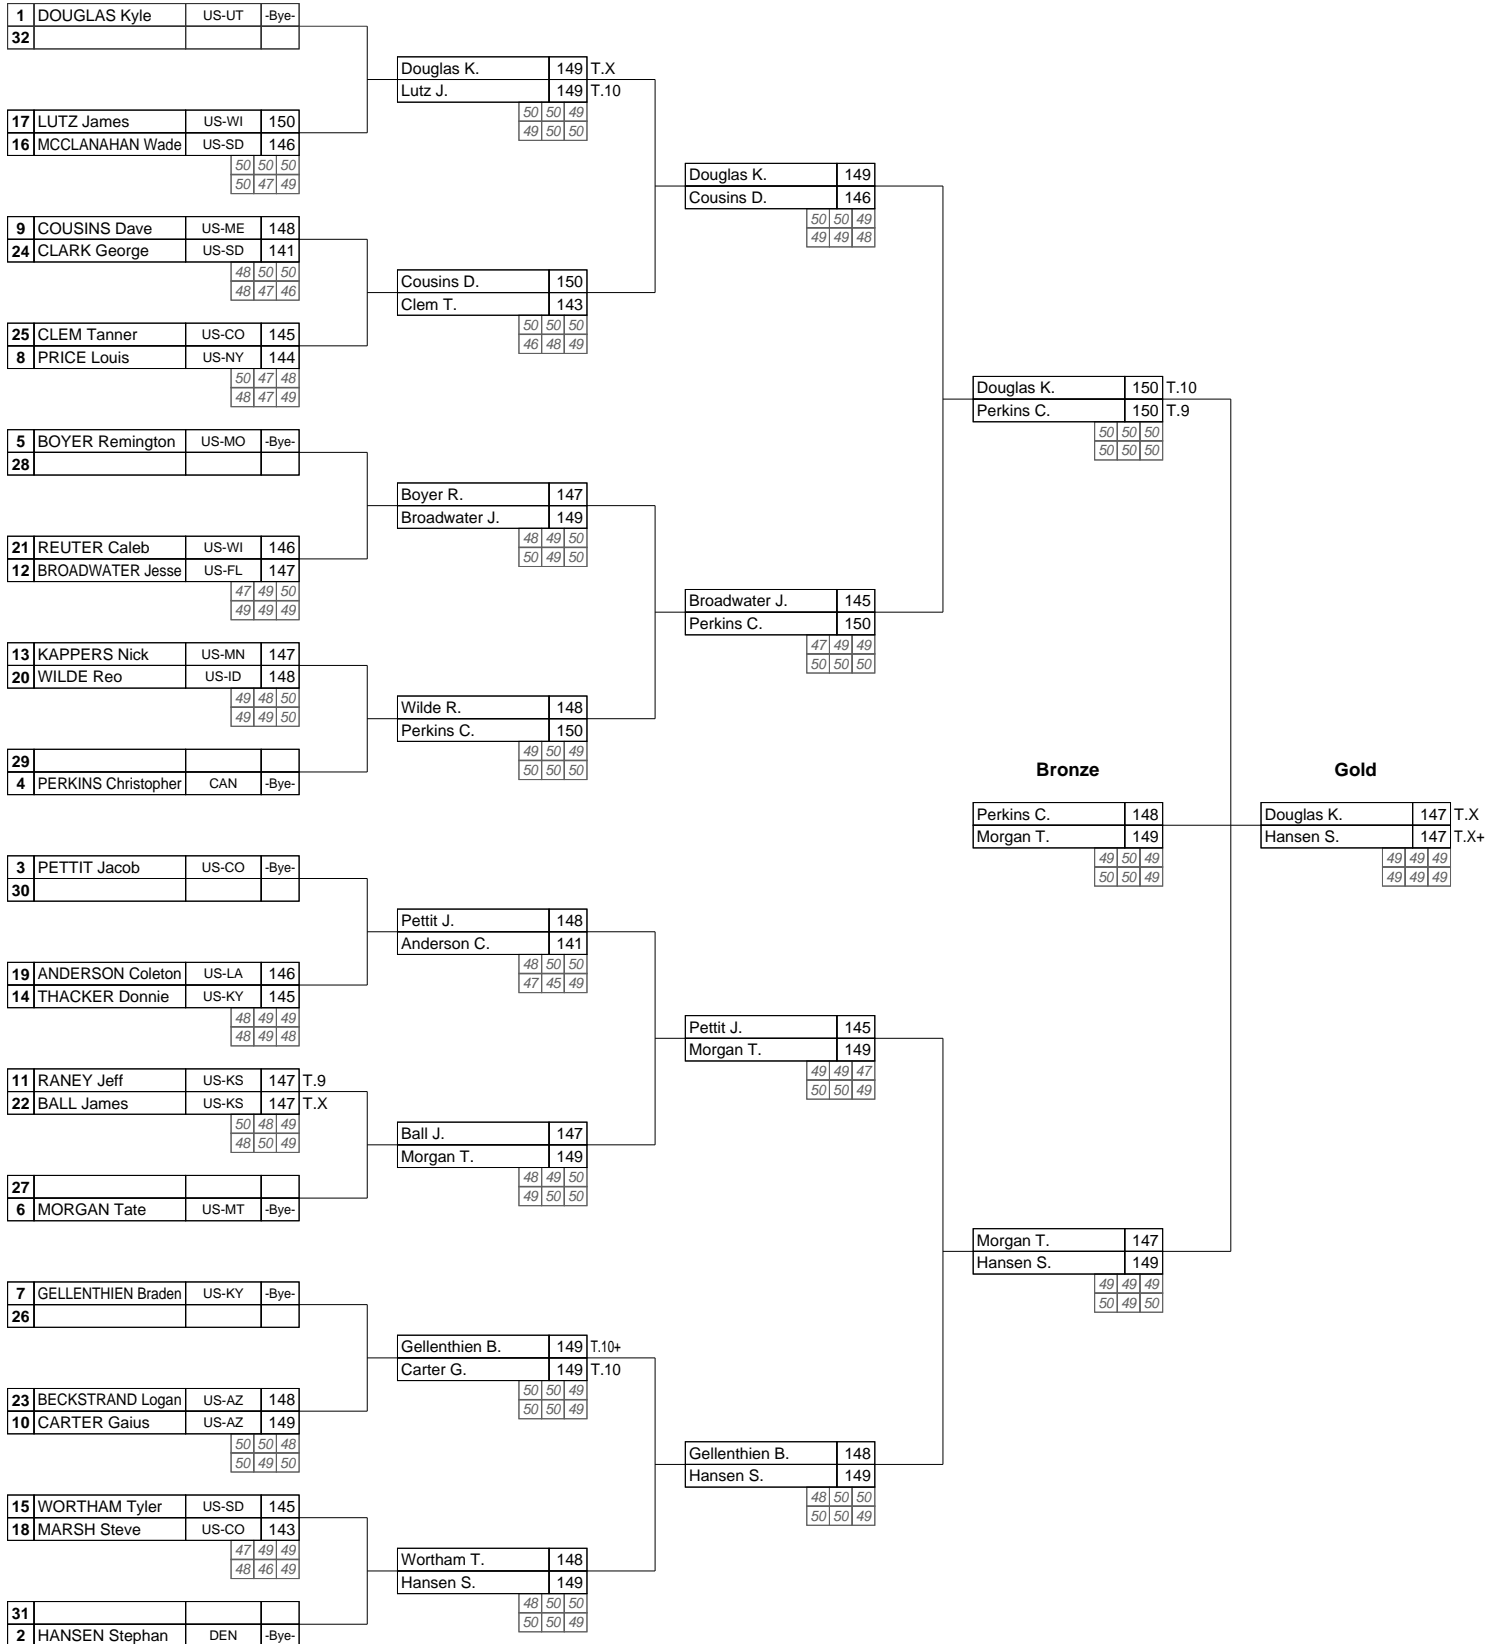 1 DOUGLAS Kyle US-UT -Bye-
32
Douglas K. 149 T.X
Lutz J. 149 T.10
50 50 49
49 50 50
17 LUTZ James US-WI 150
16 MCCLANAHAN Wade US-SD 146
50 50 50
50 47 49
Douglas K. 149
Cousins D. 146
50 50 49
49 49 48
9 COUSINS Dave US-ME 148
24 CLARK George US-SD 141
48 50 50
48 47 46
Cousins D. 150
Clem T. 143
50 50 50
46 48 49
25 CLEM Tanner US-CO 145
8 PRICE Louis US-NY 144
50 47 48
48 47 49
Douglas K. 150 T.10
Perkins C. 150 T.9
50 50 50
50 50 50
5 BOYER Remington US-MO -Bye-
28
Boyer R. 147
Broadwater J. 149
48 49 50
50 49 50
21 REUTER Caleb US-WI 146
12 BROADWATER Jesse US-FL 147
47 49 50
49 49 49
Broadwater J. 145
Perkins C. 150
47 49 49
50 50 50
13 KAPPERS Nick US-MN 147
20 WILDE Reo US-ID 148
49 48 50
49 49 50
Wilde R. 148
Perkins C. 150
49 50 49
50 50 50
29
4 PERKINS Christopher CAN -Bye-
Bronze Gold
Perkins C. 148
Morgan T. 149
49 50 49
50 50 49
Douglas K. 147 T.X
Hansen S. 147 T.X+
49 49 49
49 49 49
3 PETTIT Jacob US-CO -Bye-
30
Pettit J. 148
Anderson C. 141
48 50 50
47 45 49
19 ANDERSON Coleton US-LA 146
14 THACKER Donnie US-KY 145
48 49 49
48 49 48
Pettit J. 145
Morgan T. 149
49 49 47
50 50 49
11 RANEY Jeff US-KS 147 T.9
22 BALL James US-KS 147 T.X
50 48 49
48 50 49
Ball J. 147
Morgan T. 149
48 49 50
49 50 50
27
6 MORGAN Tate US-MT -Bye-
Morgan T. 147
Hansen S. 149
49 49 49
50 49 50
7 GELLENTHIEN Braden US-KY -Bye-
26
Gellenthien B. 149 T.10+
Carter G. 149 T.10
50 50 49
50 50 49
23 BECKSTRAND Logan US-AZ 148
10 CARTER Gaius US-AZ 149
50 50 48
50 49 50
Gellenthien B. 148
Hansen S. 149
48 50 50
50 50 49
15 WORTHAM Tyler US-SD 145
18 MARSH Steve US-CO 143
47 49 49
48 46 49
Wortham T. 148
Hansen S. 149
48 50 50
50 50 49
31
2 HANSEN Stephan DEN -Bye-